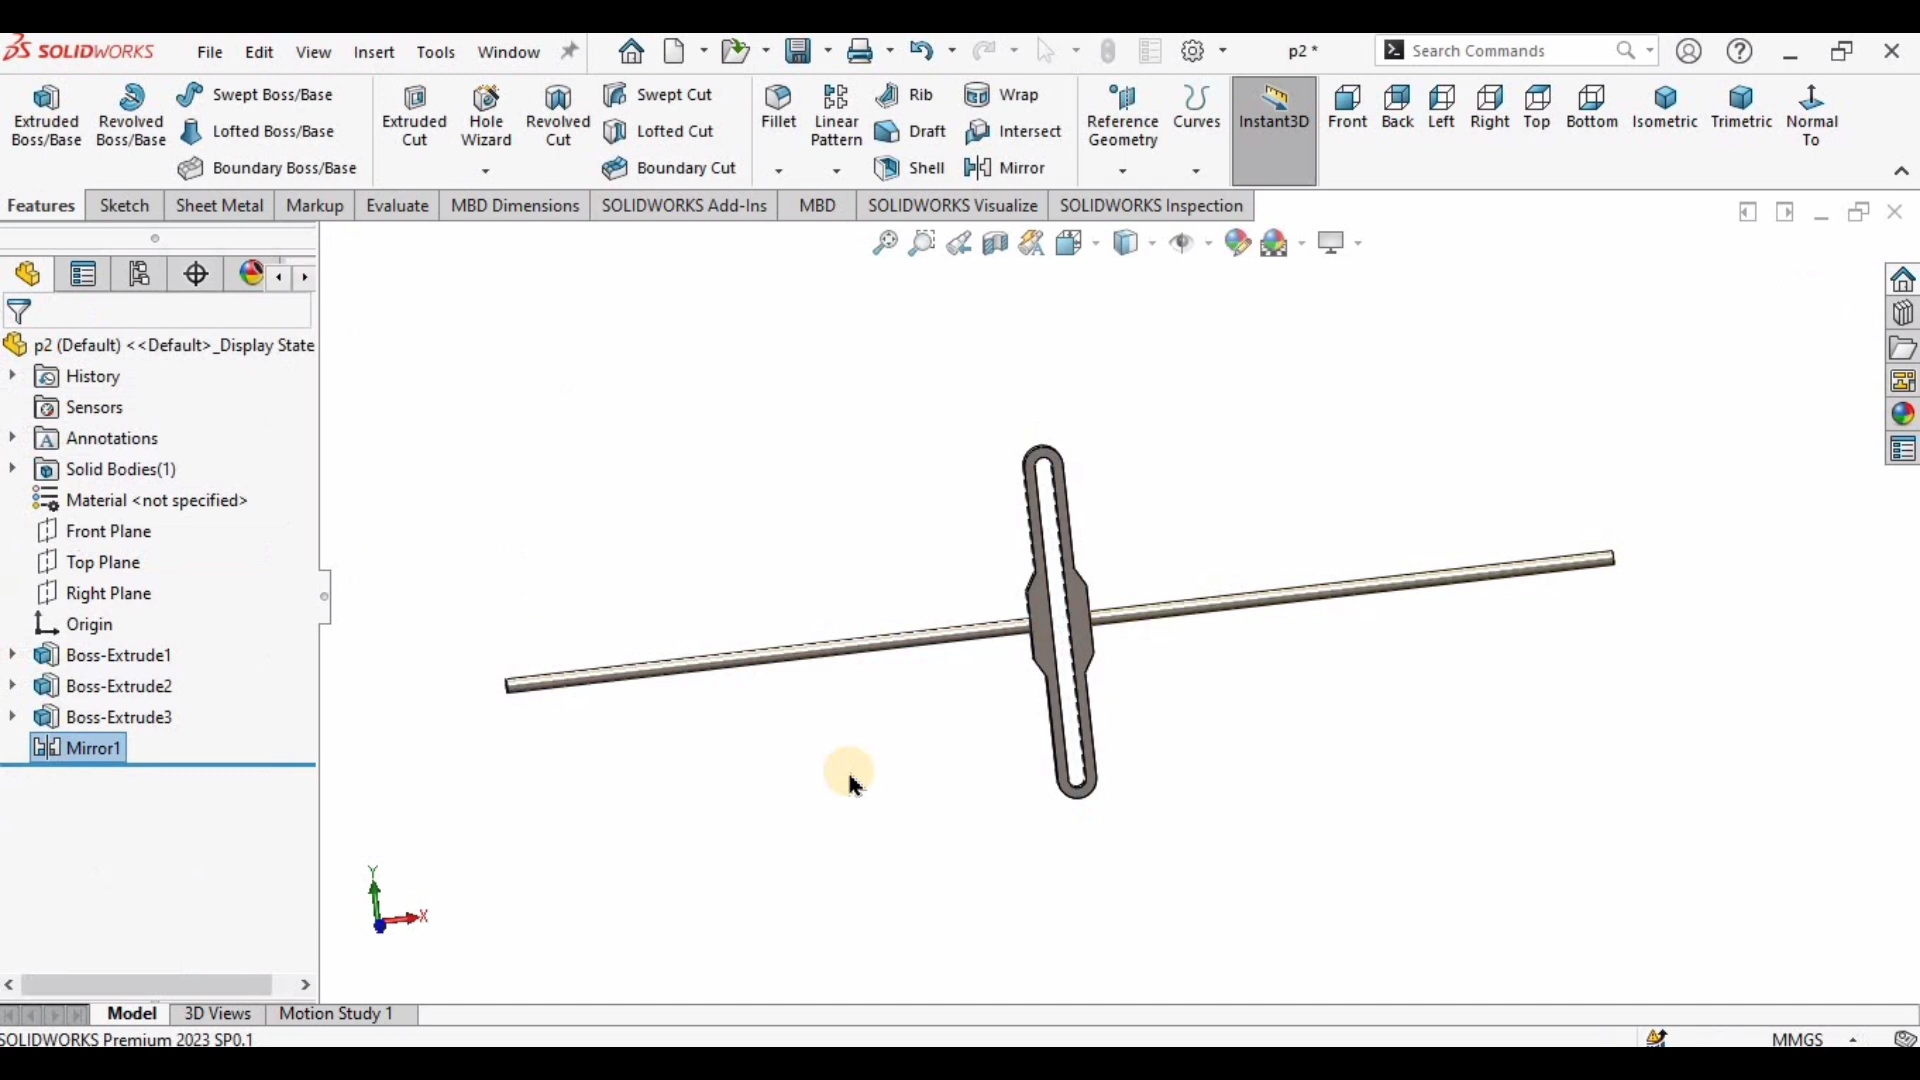 SOLIDWORKS File Edit View Insert Tools Window p2 * Search Commands
Extruded Boss/Base
Revolved Boss/Base
Swept Boss/Base
Lofted Boss/Base
Boundary Boss/Base
Extruded Cut
Hole Wizard
Revolved Cut
Swept Cut
Lofted Cut
Boundary Cut
Fillet
Linear Pattern
Rib
Draft
Shell
Wrap
Intersect
Mirror
Reference Geometry
Curves
Instant3D
Front
Back
Left
Right
Top
Bottom
Isometric
Trimetric
Normal To
Features Sketch Sheet Metal Markup Evaluate MBD Dimensions SOLIDWORKS Add-Ins MBD SOLIDWORKS Visualize SOLIDWORKS Inspection
p2 (Default) <<Default>_Display State
History
Sensors
A Annotations
Solid Bodies(1)
Material <not specified>
Front Plane
Top Plane
Right Plane
Origin
Boss-Extrude1
Boss-Extrude2
Boss-Extrude3
Mirror1
Y
X
Model 3D Views Motion Study 1
SOLIDWORKS Premium 2023 SP0.1 MMGS